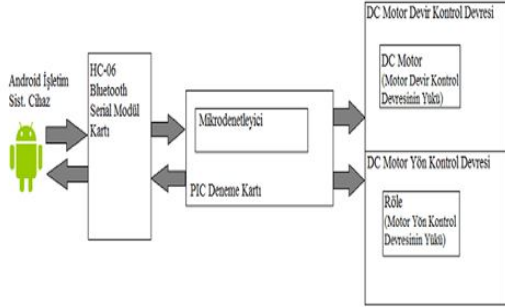 Android İşletim
Sist. Cihaz
HC-06
Bluetooth
Serial Modül
Kartı
Mikrodenetleyici
PIC Deneme Kartı
DC Motor Devir Kontrol Devresi
DC Motor
(Motor Devir Kontrol
Devresinin Yükü)
DC Motor Yön Kontrol Devresi
Röle
(Motor Yön Kontrol
Devresinin Yükü)